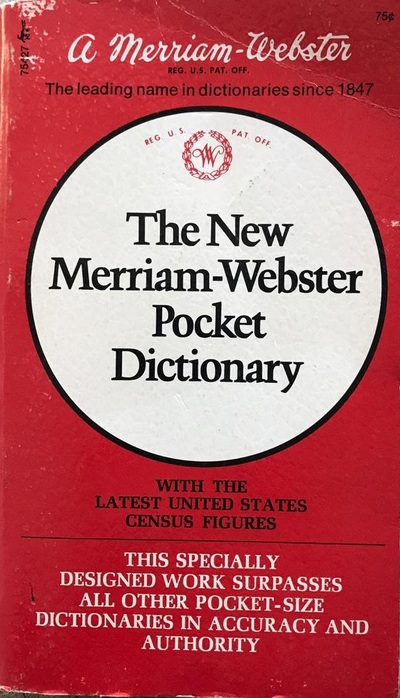 75¢
75427
A Merriam-Webster
REG. U.S. PAT. OFF.
The leading name in dictionaries since 1847
REG. U.S. PAT. OFF.
W
The New
Merriam-Webster
Pocket
Dictionary
WITH THE
LATEST UNITED STATES
CENSUS FIGURES
THIS SPECIALLY
DESIGNED WORK SURPASSES
ALL OTHER POCKET-SIZE
DICTIONARIES IN ACCURACY AND
AUTHORITY